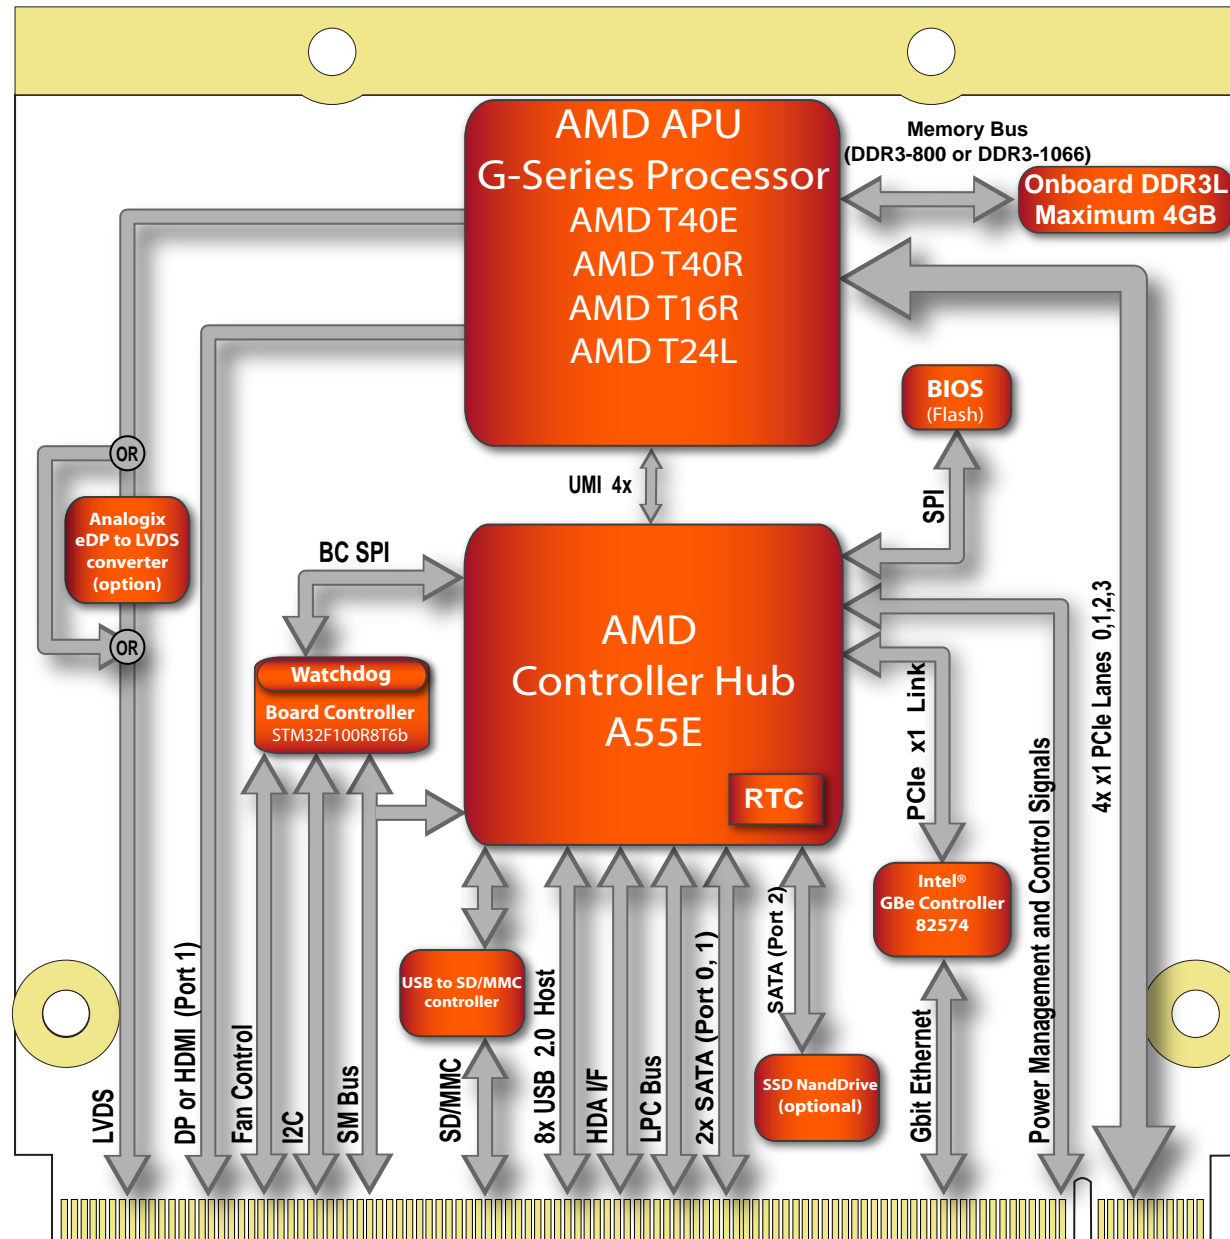 AMD APU
G-Series Processor
AMD T40E
AMD T40R
AMD T16R
AMD T24L
Memory Bus
(DDR3-800 or DDR3-1066)
Onboard DDR3L
Maximum 4GB
BIOS
(Flash)
SPI
UMI 4x
OR
Analogix
eDP to LVDS
converter
(option)
OR
BC SPI
Watchdog
Board Controller
STM32F100R8T6b
AMD
Controller Hub
A55E
RTC
PCIe x1 Link
4x x1 PCIe Lanes 0,1,2,3
Power Management and Control Signals
Intel®
GBe Controller
82574
USB to SD/MMC
controller
SATA (Port 2)
SSD NandDrive
(optional)
LVDS
DP or HDMI (Port 1)
Fan Control
I2C
SM Bus
SD/MMC
8x USB 2.0 Host
HDA I/F
LPC Bus
2x SATA (Port 0, 1)
Gbit Ethernet